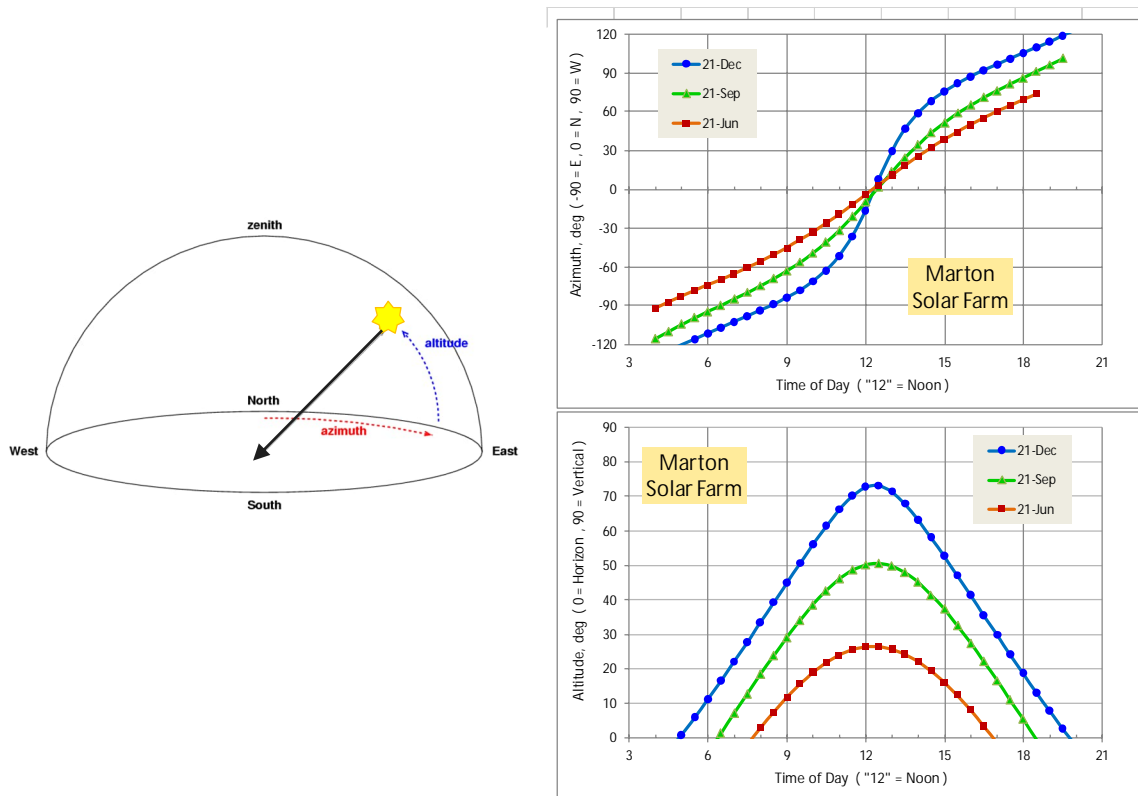 zenith
altitude
North
azimuth
West
East
South
120
90
60
30
0
-30
-60
-90
-120
Azimuth, deg ( -90 = E , 0 = N , 90 = W )
21-Dec
21-Sep
21-Jun
Marton
Solar Farm
3
6
9
12
15
18
21
Time of Day ( "12" = Noon )
90
80
70
60
50
40
30
20
10
0
Altitude, deg ( 0 = Horizon , 90 = Vertical )
Marton
Solar Farm
21-Dec
21-Sep
21-Jun
3
6
9
12
15
18
21
Time of Day ( "12" = Noon )